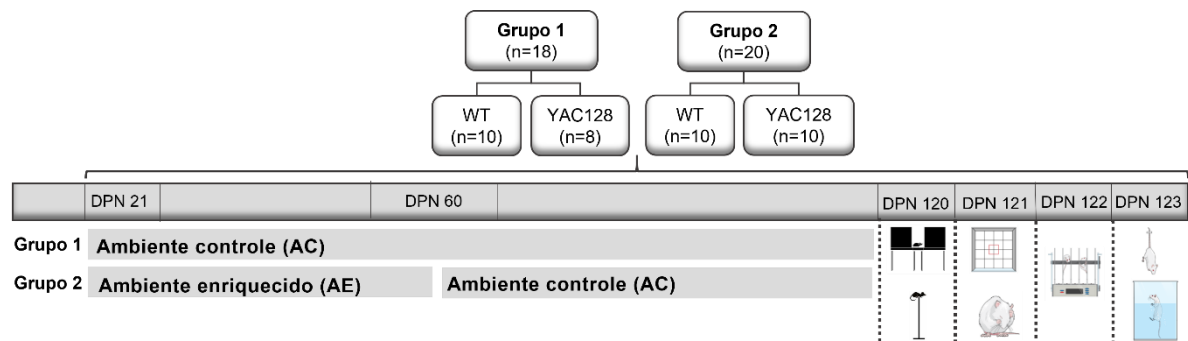 Grupo 1
(n=18)
Grupo 2
(n=20)
WT
(n=10)
YAC128
(n=8)
WT
(n=10)
YAC128
(n=10)
DPN 21
DPN 60
DPN 120
DPN 121
DPN 122
DPN 123
Grupo 1
Ambiente controle (AC)
Grupo 2
Ambiente enriquecido (AE)
Ambiente controle (AC)